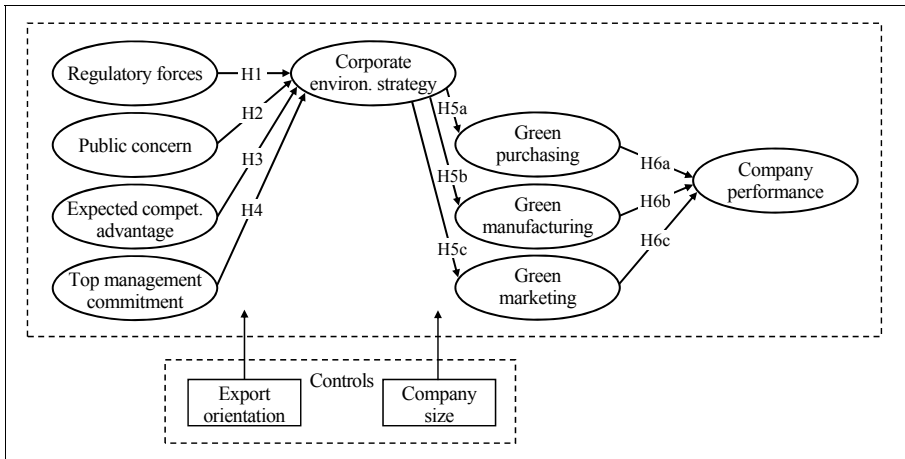 Regulatory forces
H1
Corporate
environ. strategy
H2
Public concern
H3
Expected compet.
advantage
H4
Top management
commitment
H5a
Green
purchasing
H6a
Company
performance
H5b
Green
manufacturing
H6b
H5c
Green
marketing
H6c
Controls
Export
orientation
Company
size